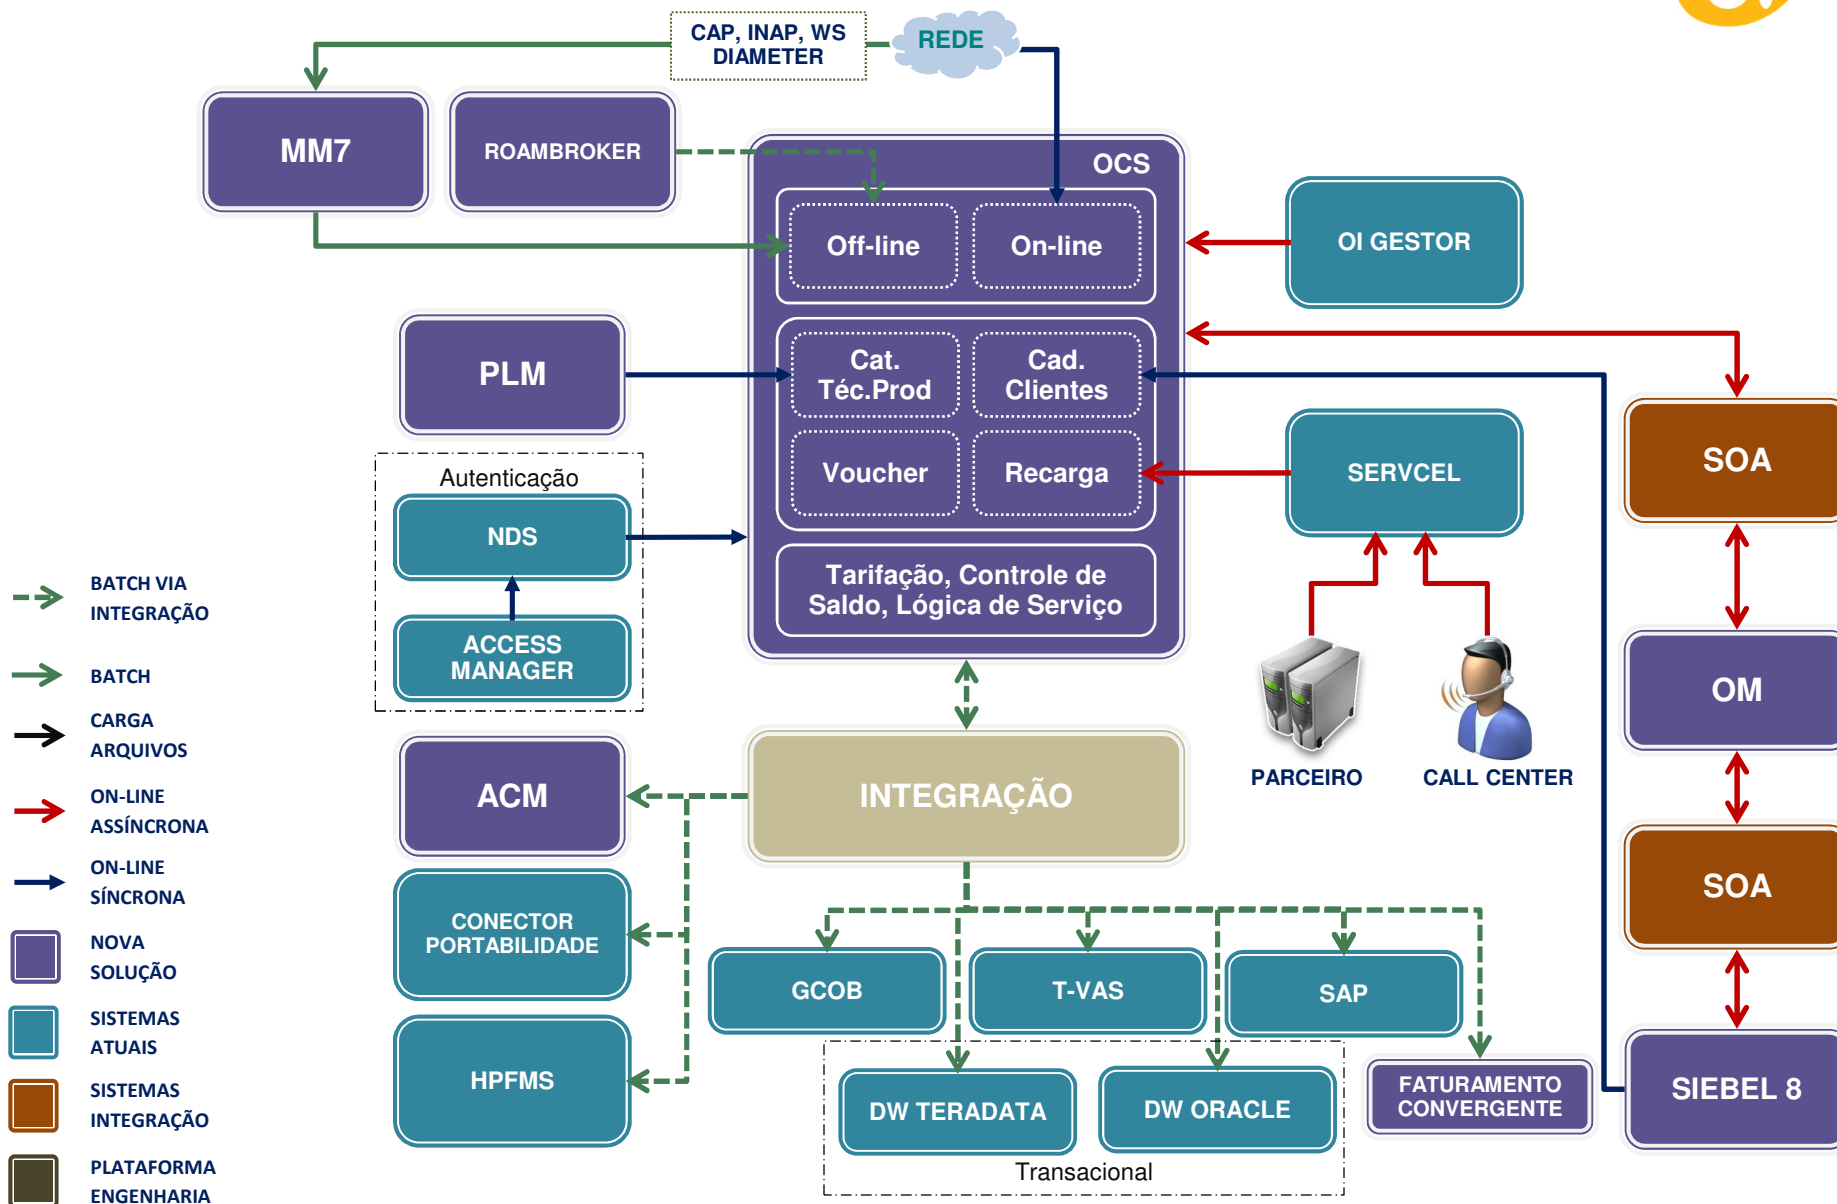 CAP, INAP, WS
DIAMETER
REDE
MM7
ROAMBROKER
OCS
Off-line
On-line
OI GESTOR
PLM
Cat.
Téc.Prod
Cad.
Clientes
Voucher
Recarga
SERVCEL
SOA
Autenticação
NDS
ACCESS
MANAGER
Tarifação, Controle de
Saldo, Lógica de Serviço
PARCEIRO
CALL CENTER
OM
ACM
INTEGRAÇÃO
SOA
CONECTOR
PORTABILIDADE
GCOB
T-VAS
SAP
HPFMS
DW TERADATA
DW ORACLE
Transacional
FATURAMENTO
CONVERGENTE
SIEBEL 8
BATCH VIA
INTEGRAÇÃO
BATCH
CARGA
ARQUIVOS
ON-LINE
ASSÍNCRONA
ON-LINE
SÍNCRONA
NOVA
SOLUÇÃO
SISTEMAS
ATUAIS
SISTEMAS
INTEGRAÇÃO
PLATAFORMA
ENGENHARIA